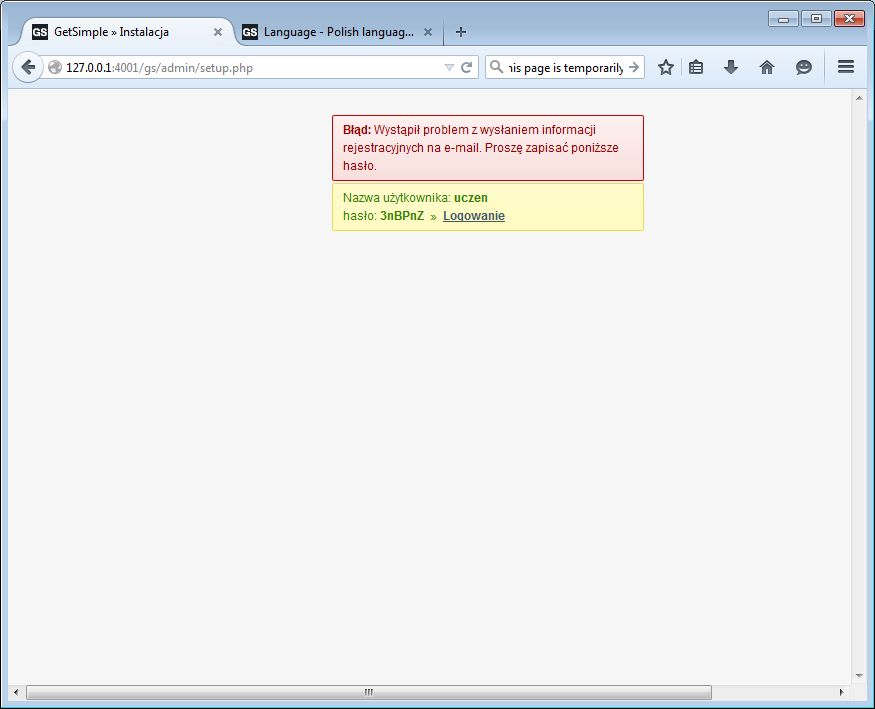 GS GetSimple » Instalacja
GS Language - Polish languag...
127.0.0.1:4001/gs/admin/setup.php
his page is temporarily
Błąd: Wystąpił problem z wysłaniem informacji
rejestracyjnych na e-mail. Proszę zapisać poniższe
hasło.
Nazwa użytkownika: uczen
hasło: 3nBPnZ » Logowanie